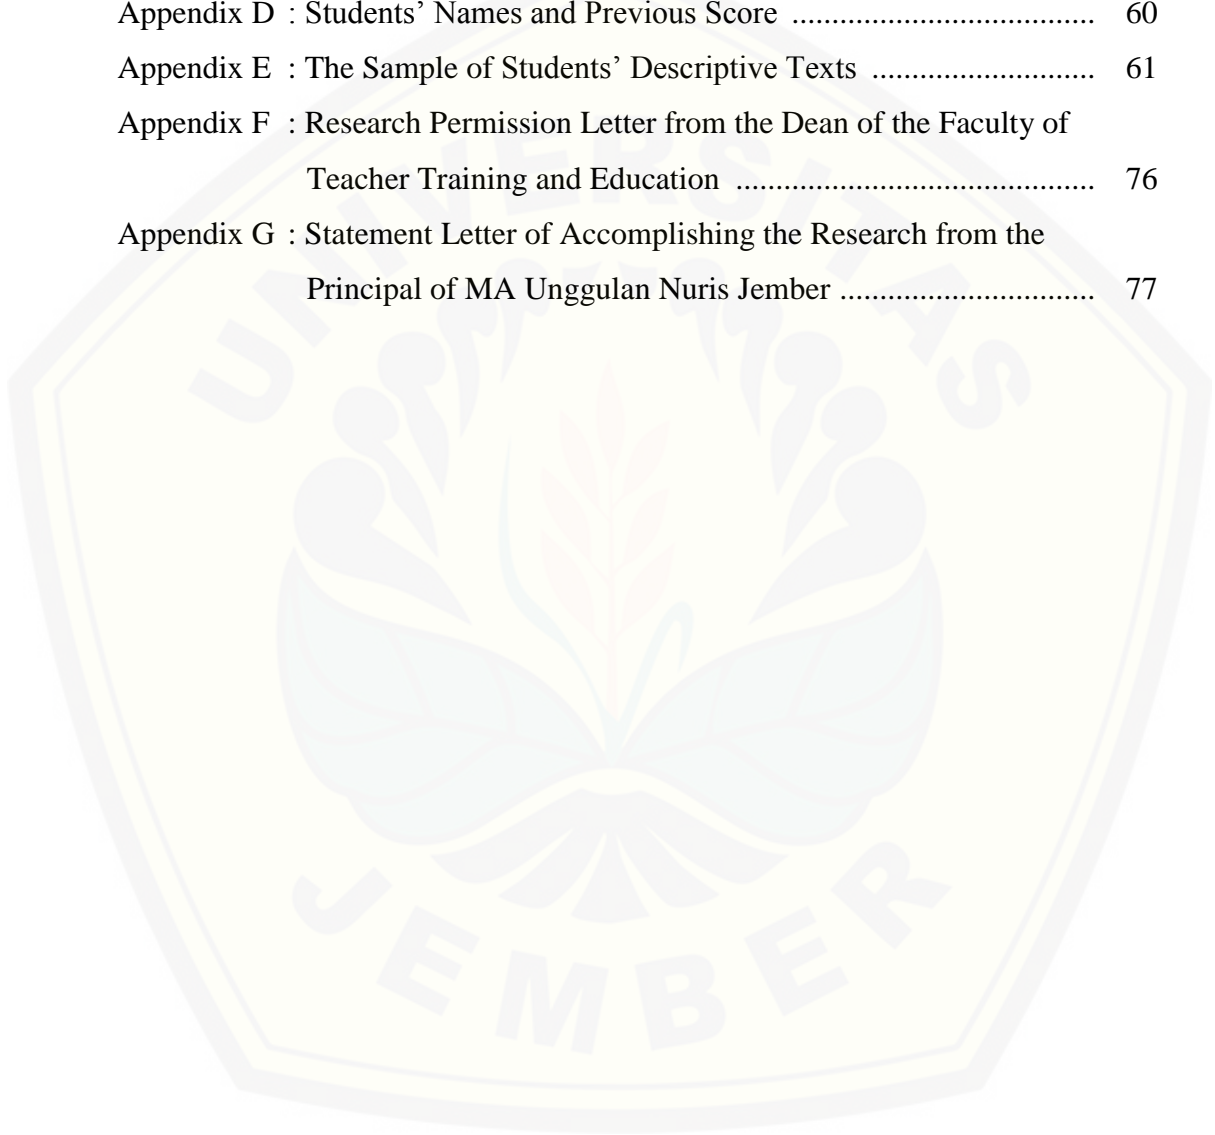 Appendix D : Students’ Names and Previous Score ...................................... 60
Appendix E : The Sample of Students’ Descriptive Texts ............................ 61
Appendix F : Research Permission Letter from the Dean of the Faculty of
Teacher Training and Education ............................................. 76
Appendix G : Statement Letter of Accomplishing the Research from the
Principal of MA Unggulan Nuris Jember ................................ 77
UNIVERSITAS
JEMBER